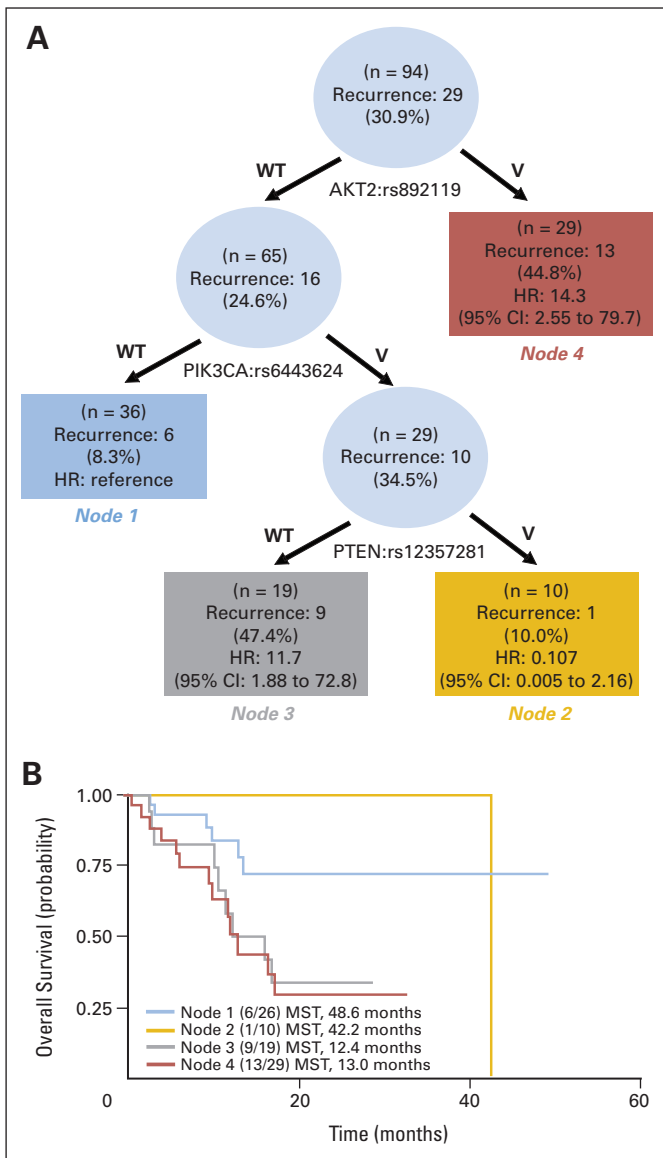 A
(n = 94)
Recurrence: 29
(30.9%)
WT
V
AKT2:rs892119
(n = 65)
Recurrence: 16
(24.6%)
(n = 29)
Recurrence: 13
(44.8%)
HR: 14.3
(95% CI: 2.55 to 79.7)
Node 4
WT
V
PIK3CA:rs6443624
(n = 36)
Recurrence: 6
(8.3%)
HR: reference
Node 1
(n = 29)
Recurrence: 10
(34.5%)
WT
V
PTEN:rs12357281
(n = 19)
Recurrence: 9
(47.4%)
HR: 11.7
(95% CI: 1.88 to 72.8)
Node 3
(n = 10)
Recurrence: 1
(10.0%)
HR: 0.107
(95% CI: 0.005 to 2.16)
Node 2
B
Overall Survival (probability)
1.00
0.75
0.50
0.25
Node 1 (6/26) MST, 48.6 months
Node 2 (1/10) MST, 42.2 months
Node 3 (9/19) MST, 12.4 months
Node 4 (13/29) MST, 13.0 months
0
20
40
60
Time (months)